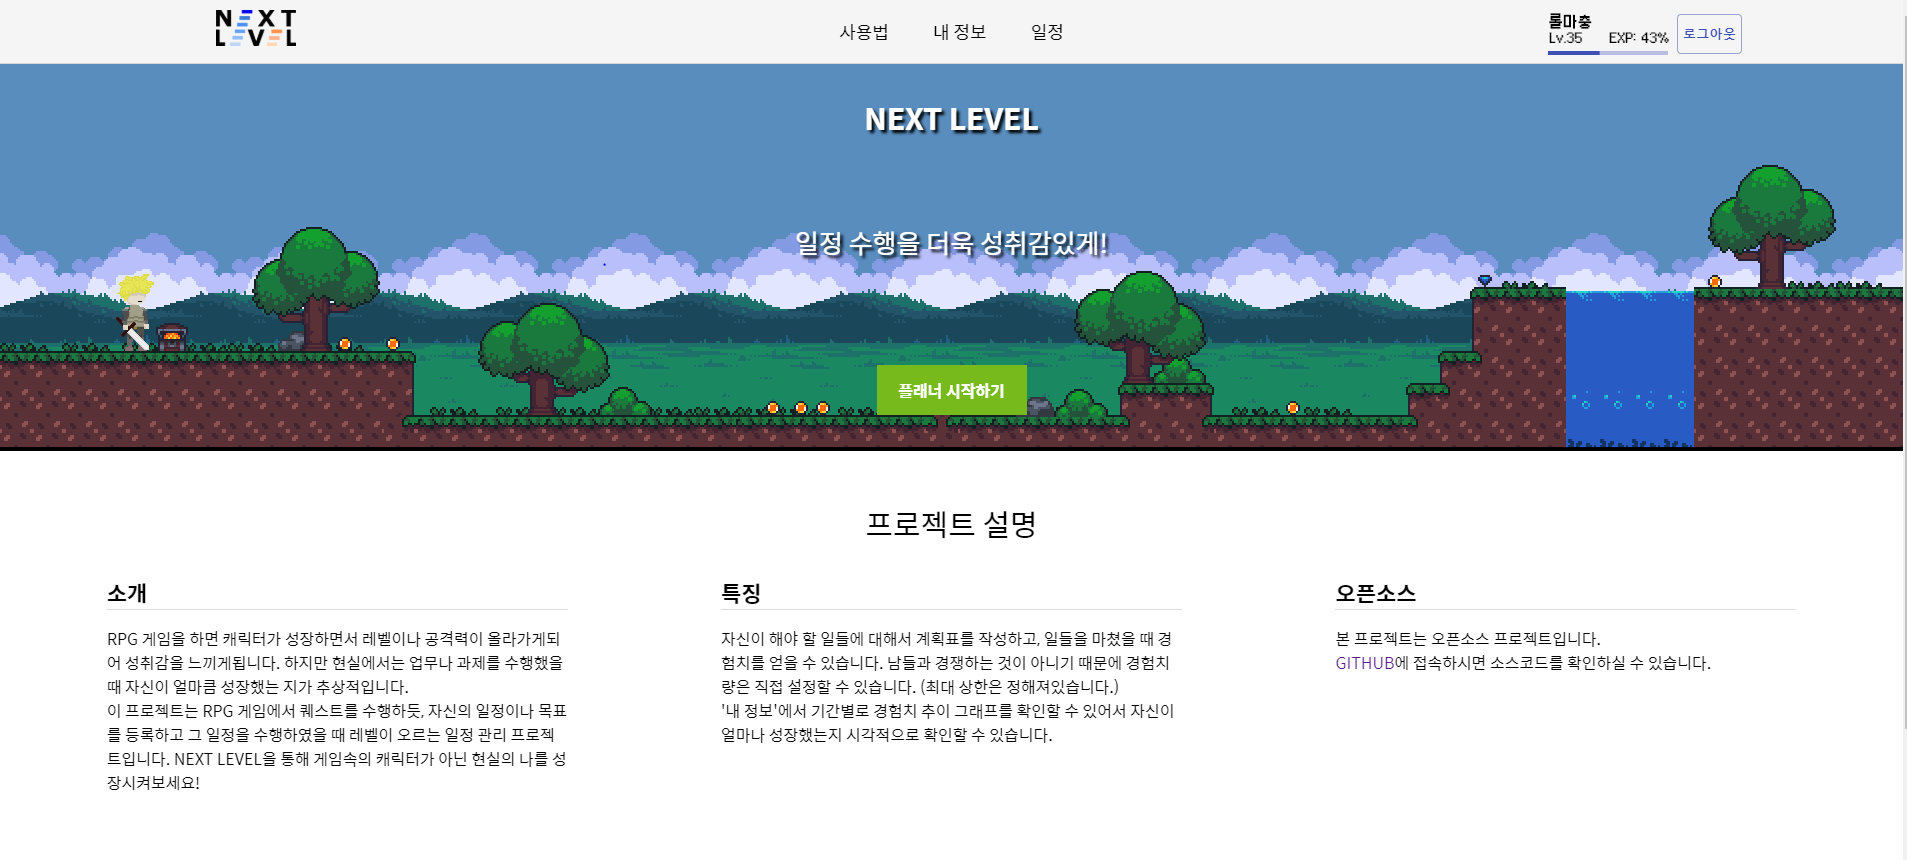 NEXT
LEVEL
사용법 내 정보 일정
롤마충
Lv.35 EXP: 43%
로그아웃
NEXT LEVEL
일정 수행을 더욱 성취감있게!
플래너 시작하기
프로젝트 설명
소개
RPG 게임을 하면 캐릭터가 성장하면서 레벨이나 공격력이 올라가게되
어 성취감을 느끼게됩니다. 하지만 현실에서는 업무나 과제를 수행했을
때 자신이 얼마큼 성장했는 지가 추상적입니다.
이 프로젝트는 RPG 게임에서 퀘스트를 수행하듯, 자신의 일정이나 목표
를 등록하고 그 일정을 수행하였을 때 레벨이 오르는 일정 관리 프로젝
트입니다. NEXT LEVEL을 통해 게임속의 캐릭터가 아닌 현실의 나를 성
장시켜보세요!
특징
자신이 해야 할 일들에 대해서 계획표를 작성하고, 일들을 마쳤을 때 경
험치를 얻을 수 있습니다. 남들과 경쟁하는 것이 아니기 때문에 경험치
량은 직접 설정할 수 있습니다. (최대 상한은 정해져있습니다.)
'내 정보'에서 기간별로 경험치 추이 그래프를 확인할 수 있어서 자신이
얼마나 성장했는지 시각적으로 확인할 수 있습니다.
오픈소스
본 프로젝트는 오픈소스 프로젝트입니다.
GITHUB에 접속하시면 소스코드를 확인하실 수 있습니다.